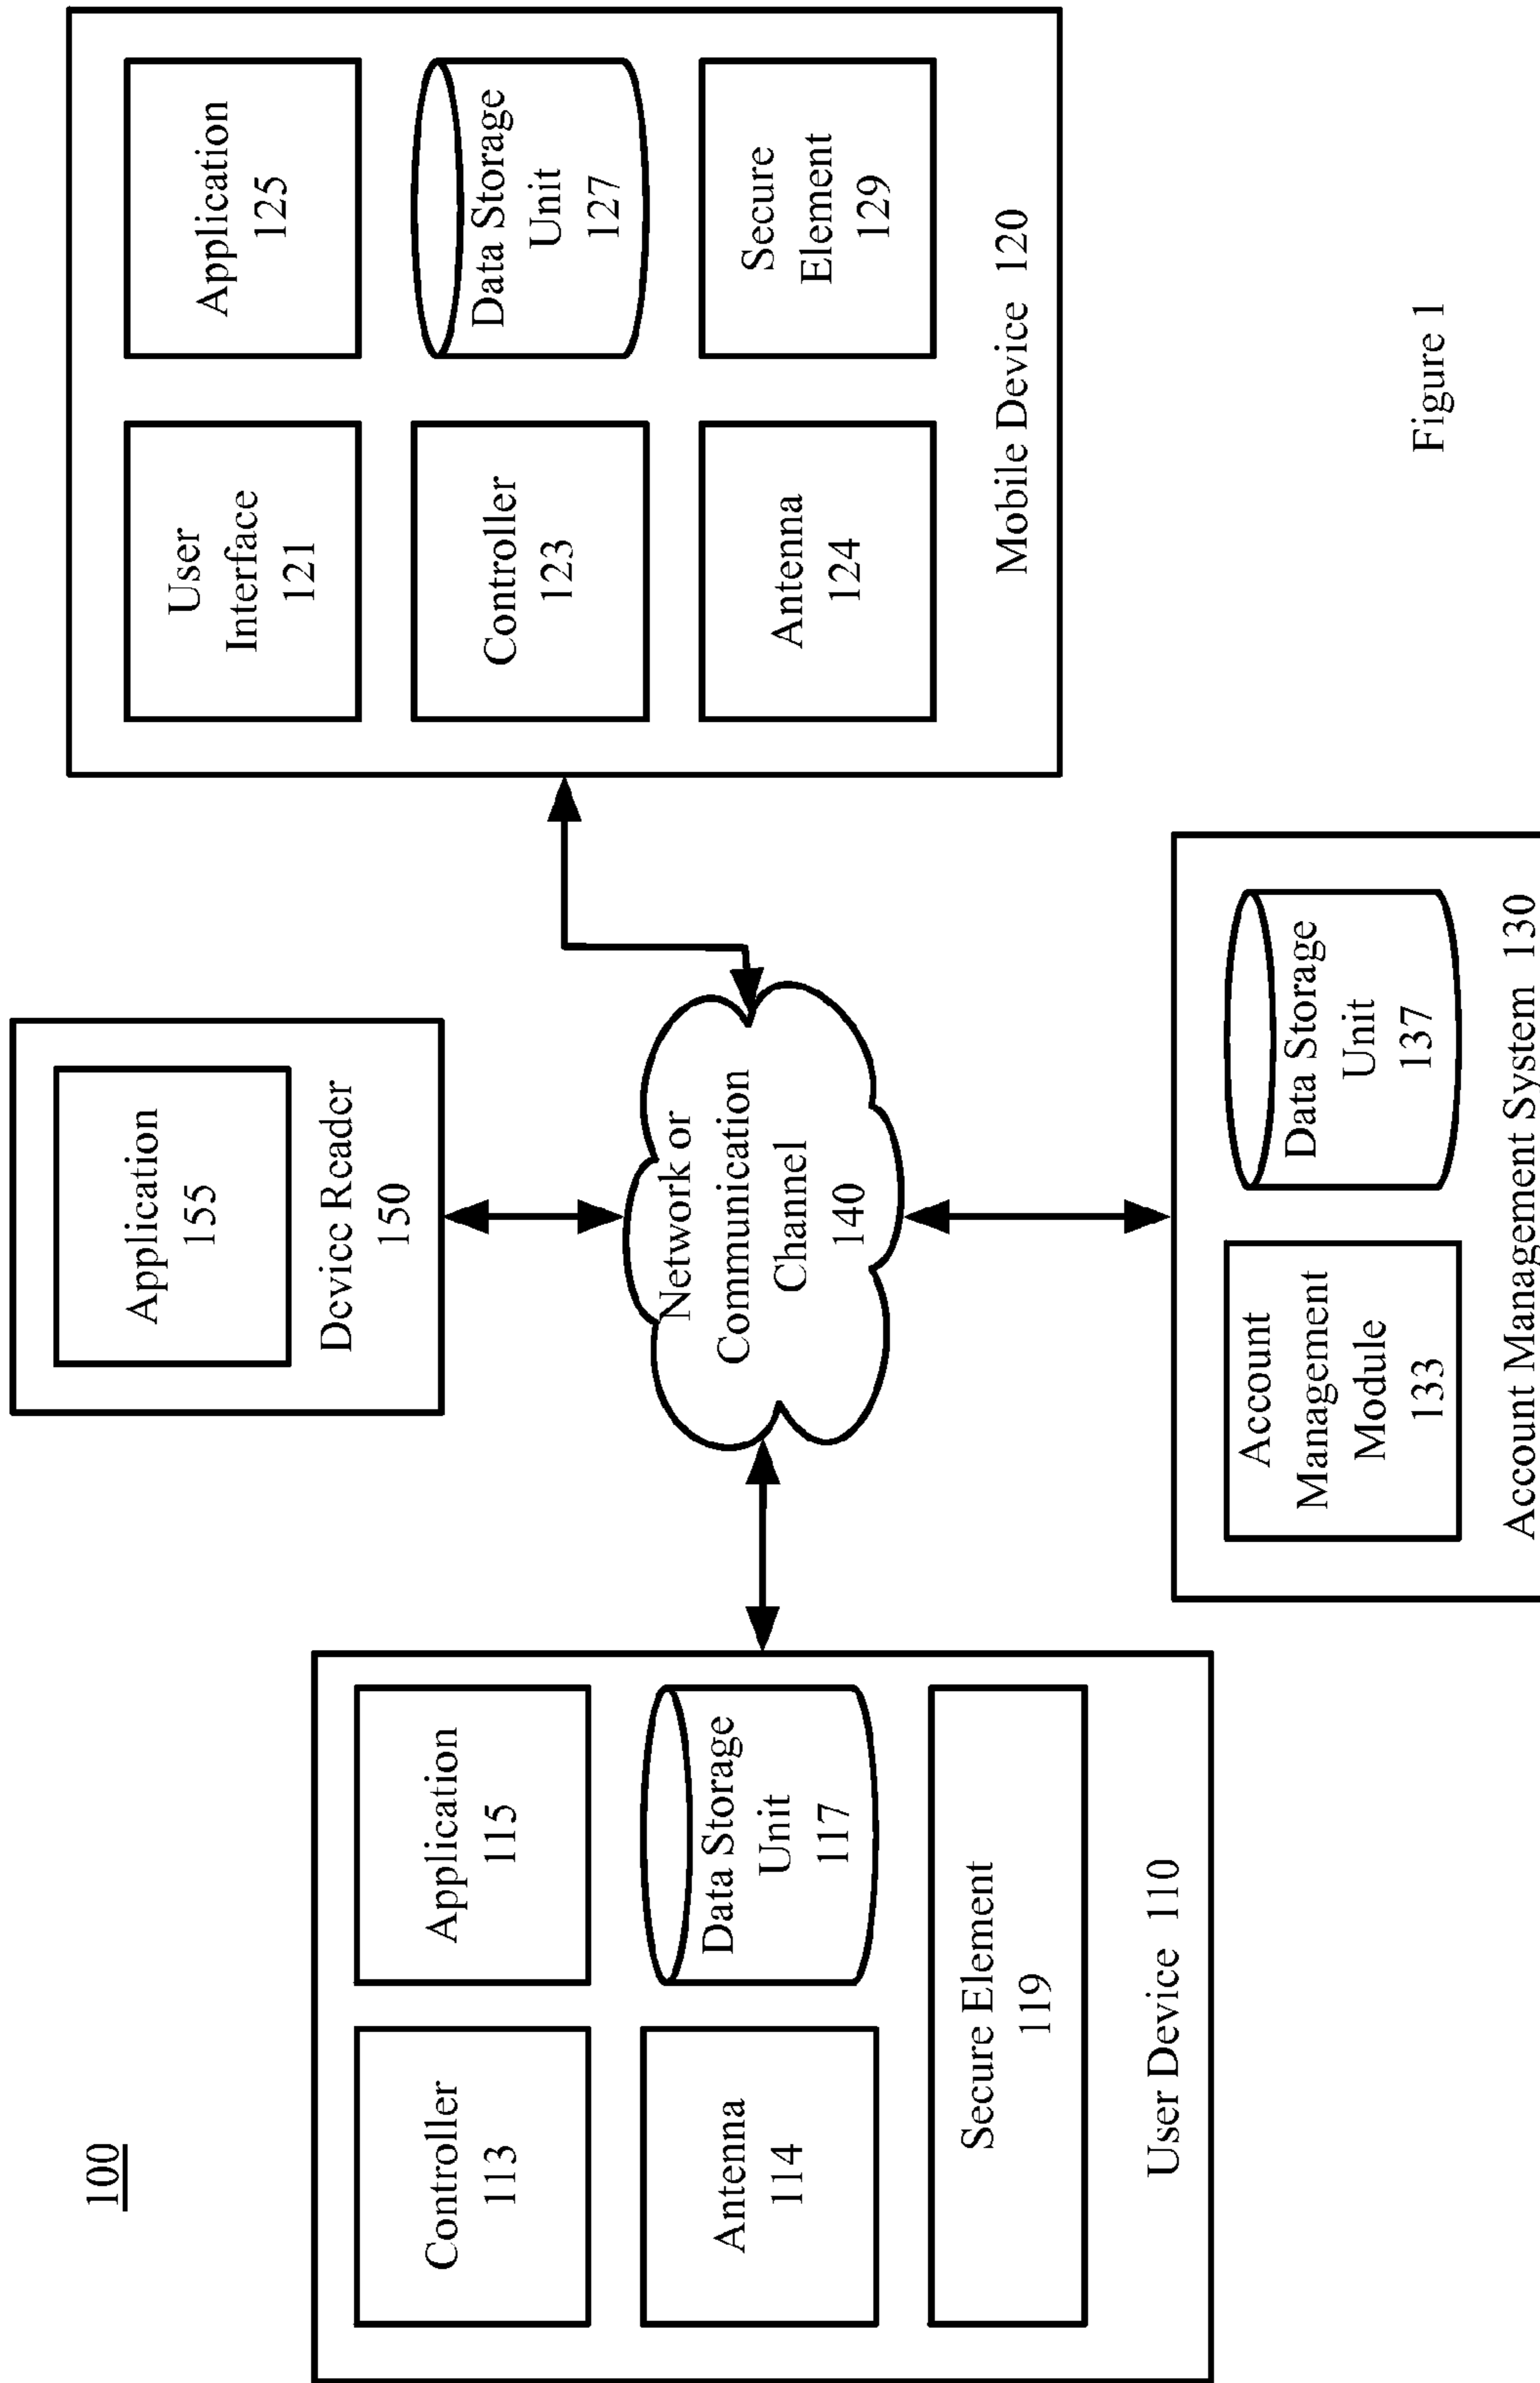 100
Application
155
Device Reader
150
Controller
113
Application
115
Antenna
114
Data Storage
Unit
117
Secure Element
119
User Device 110
Network or
Communication
Channel
140
User
Interface
121
Application
125
Controller
123
Data Storage
Unit
127
Antenna
124
Secure
Element
129
Mobile Device 120
Account
Management
Module
133
Data Storage
Unit
137
Account Management System 130
Figure 1